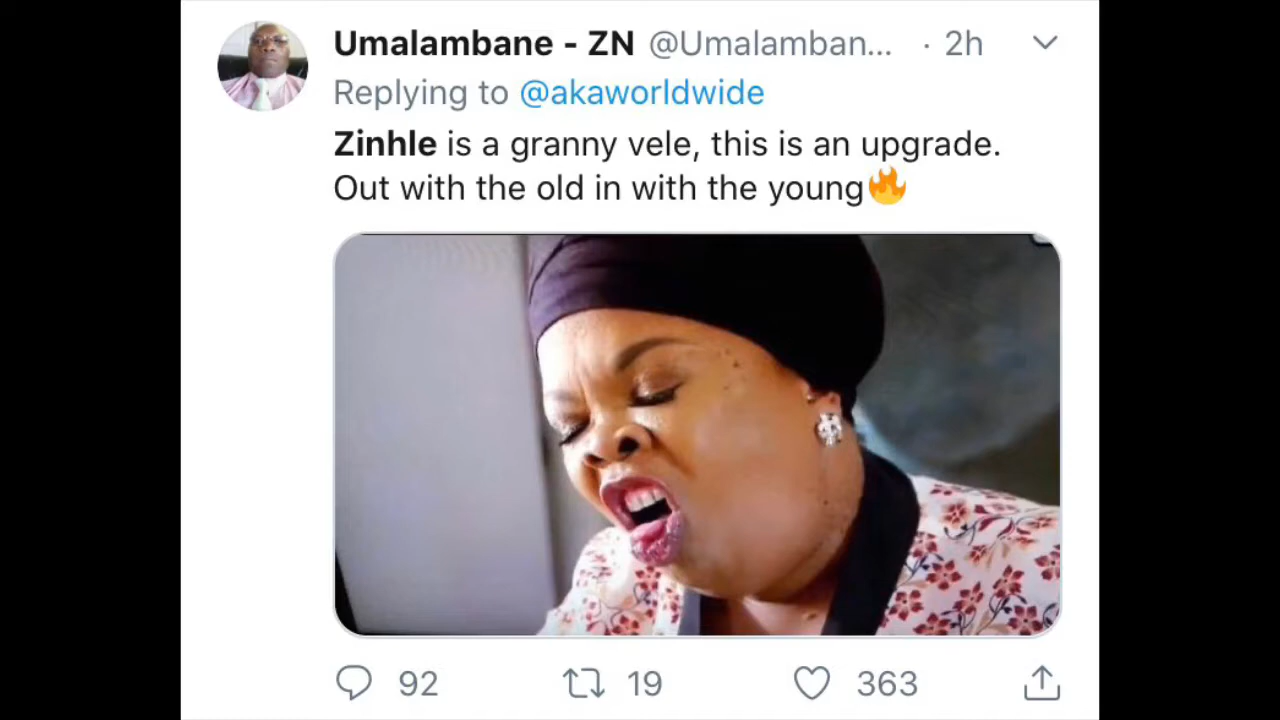 Umalambane - ZN @Umalamban... · 2h
Replying to @akaworldwide
Zinhle is a granny vele, this is an upgrade.
Out with the old in with the young🔥
92 19 363